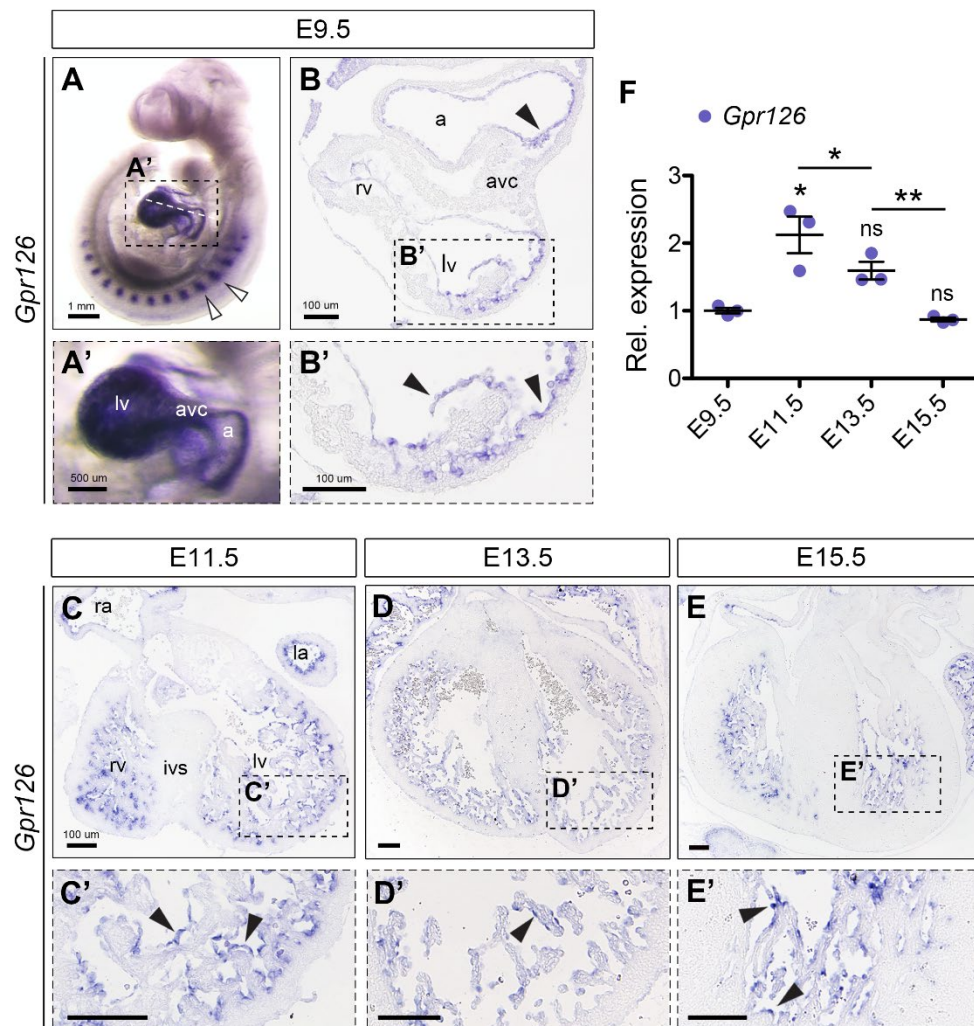 E9.5
Gpr126
A
A'
1 mm
B
a
rv
avc
lv
B'
100 um
A'
lv
avc
a
500 um
B'
100 um
F
Gpr126
Rel. expression
3
2
1
0
*
*
ns
**
ns
E9.5
E11.5
E13.5
E15.5
E11.5
E13.5
E15.5
Gpr126
C
ra
la
rv
ivs
lv
C'
100 um
D
D'
E
E'
C'
D'
E'